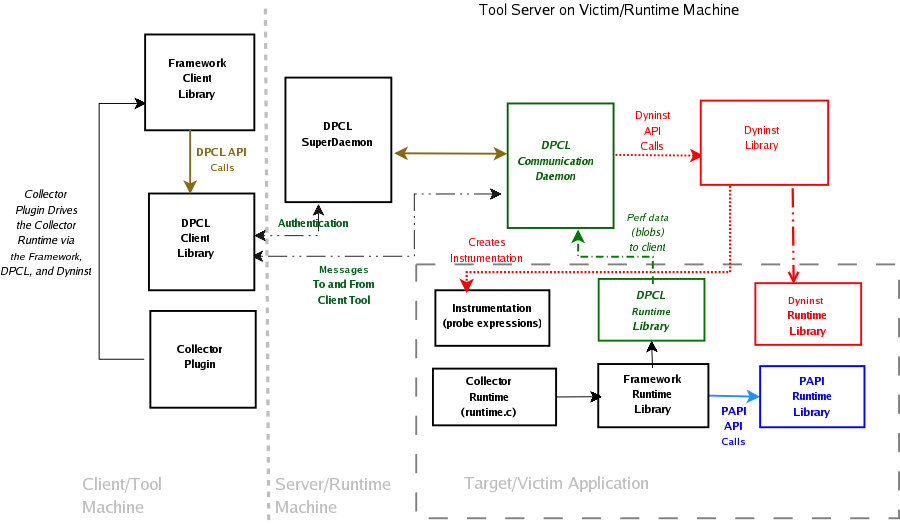 Tool Server on Victim/Runtime Machine
Framework
Client
Library
DPCL API
Calls
Collector
Plugin Drives
the Collector
Runtime via
the Framework,
DPCL, and Dyninst
DPCL
Client
Library
Collector
Plugin
DPCL
SuperDaemon
Authentication
Messages
To and From
Client Tool
DPCL
Communication
Daemon
Dyninst
API
Calls
Dyninst
Library
Perf data
(blobs)
to client
Creates
Instrumentation
Instrumentation
(probe expressions)
DPCL
Runtime
Library
Dyninst
Runtime
Library
Collector
Runtime
(runtime.c)
Framework
Runtime
Library
PAPI
API
Calls
PAPI
Runtime
Library
Client/Tool
Machine
Server/Runtime
Machine
Target/Victim Application